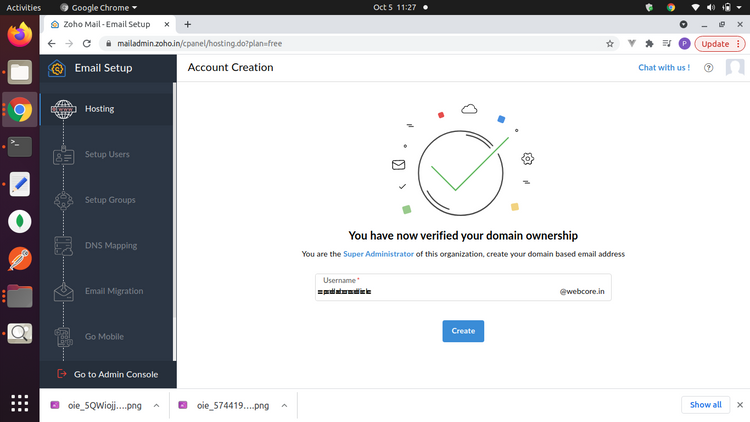 Activities
Google Chrome
Oct 5 11:27
Zoho Mail - Email Setup
mailadmin.zoho.in/cpanel/hosting.do?plan=free
P
Update
Email Setup
Account Creation
Chat with us !
?
WWW
Hosting
Setup Users
Setup Groups
DNS Mapping
Email Migration
Go Mobile
Go to Admin Console
You have now verified your domain ownership
You are the Super Administrator of this organization, create your domain based email address
Username *
@webcore.in
Create
oie_5QWiojj....png
oie_574419....png
Show all